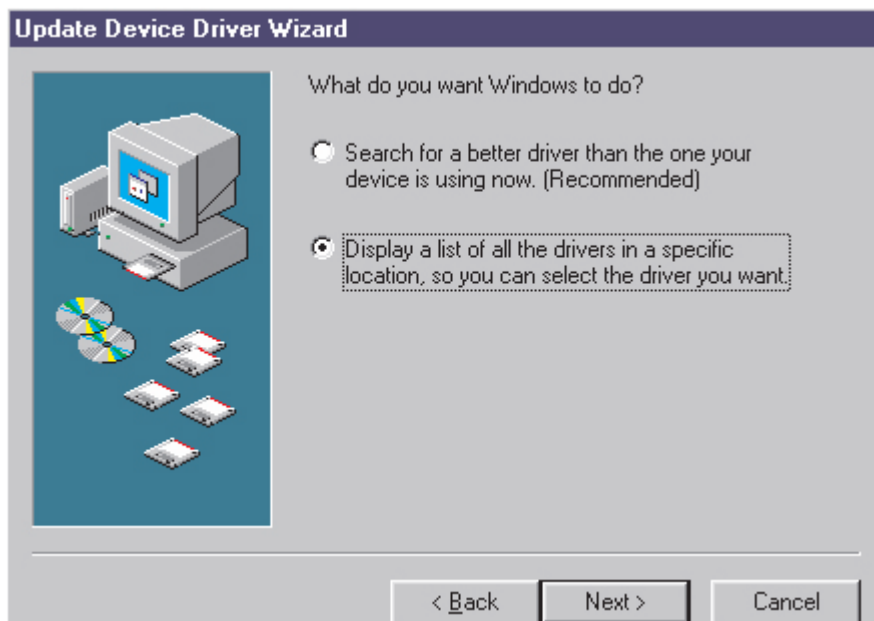 Update Device Driver Wizard
What do you want Windows to do?
Search for a better driver than the one your
device is using now. (Recommended)
Display a list of all the drivers in a specific
location, so you can select the driver you want.
< Back
Next >
Cancel